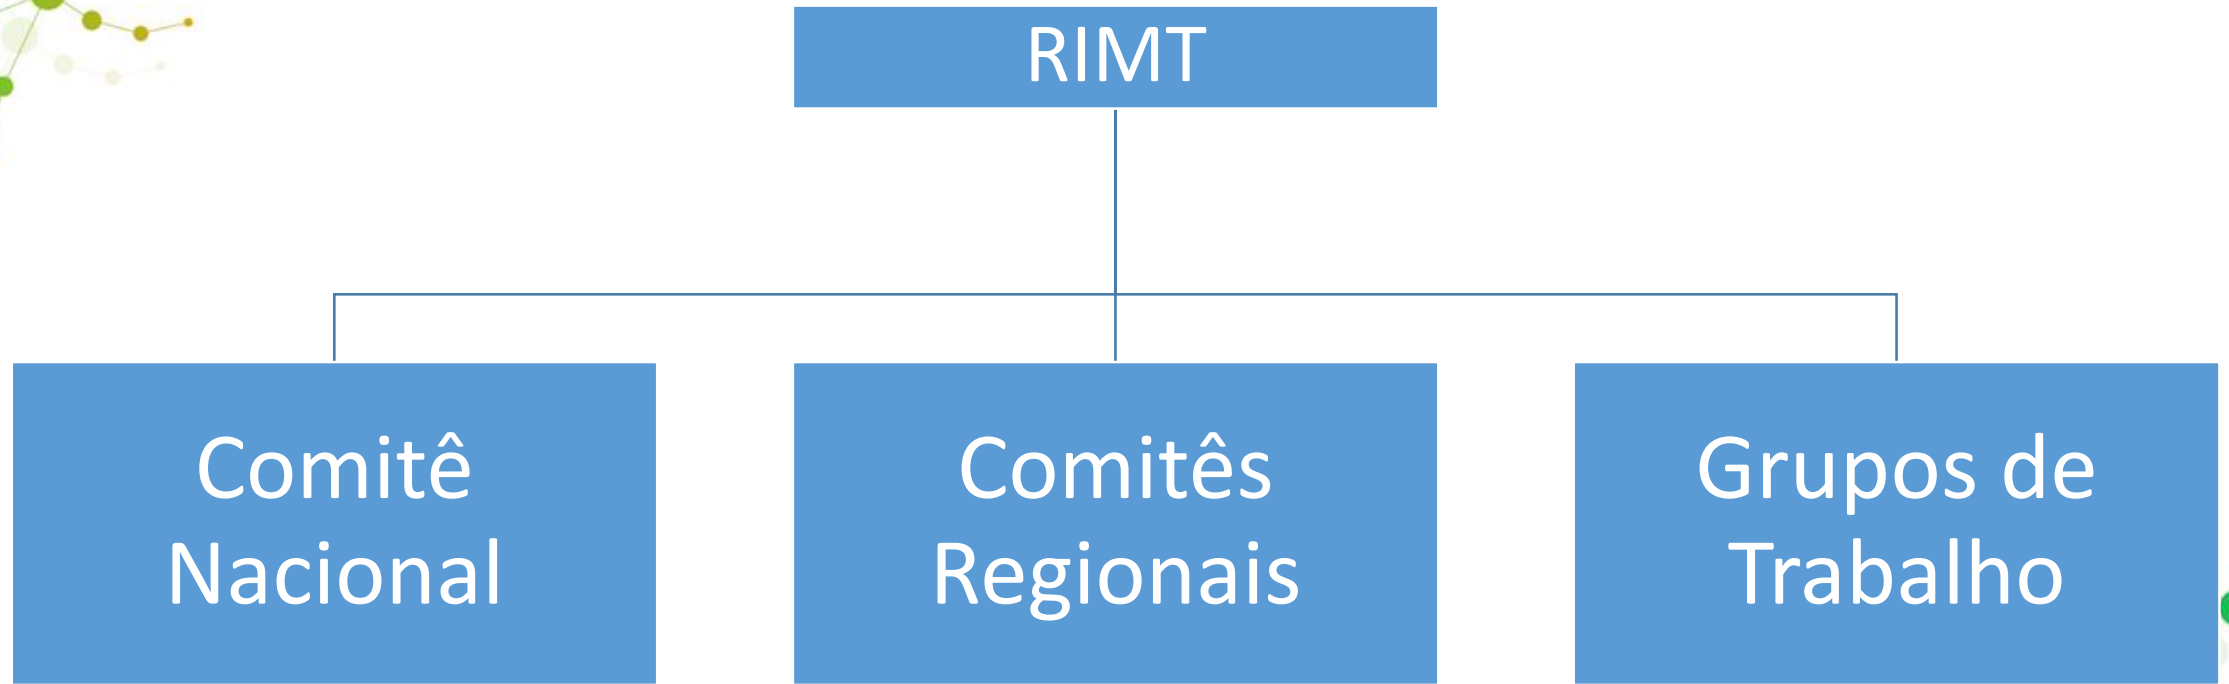 RIMT
Comitê
Nacional
Comitês
Regionais
Grupos de
Trabalho